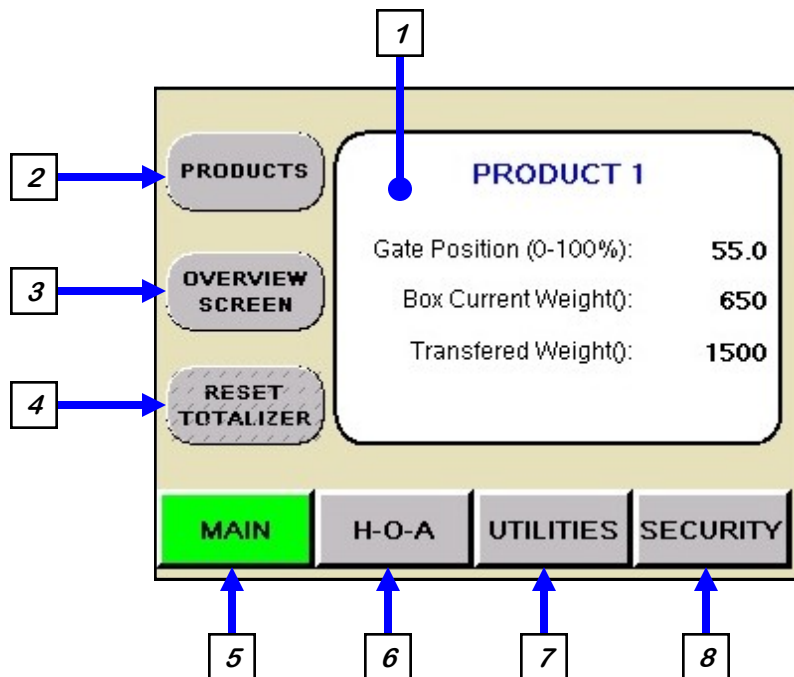 1
2
PRODUCTS
PRODUCT 1
Gate Position (0-100%): 55.0
3
OVERVIEW
SCREEN
Box Current Weight(): 650
Transfered Weight(): 1500
4
RESET
TOTALIZER
MAIN
H-O-A
UTILITIES
SECURITY
5
6
7
8